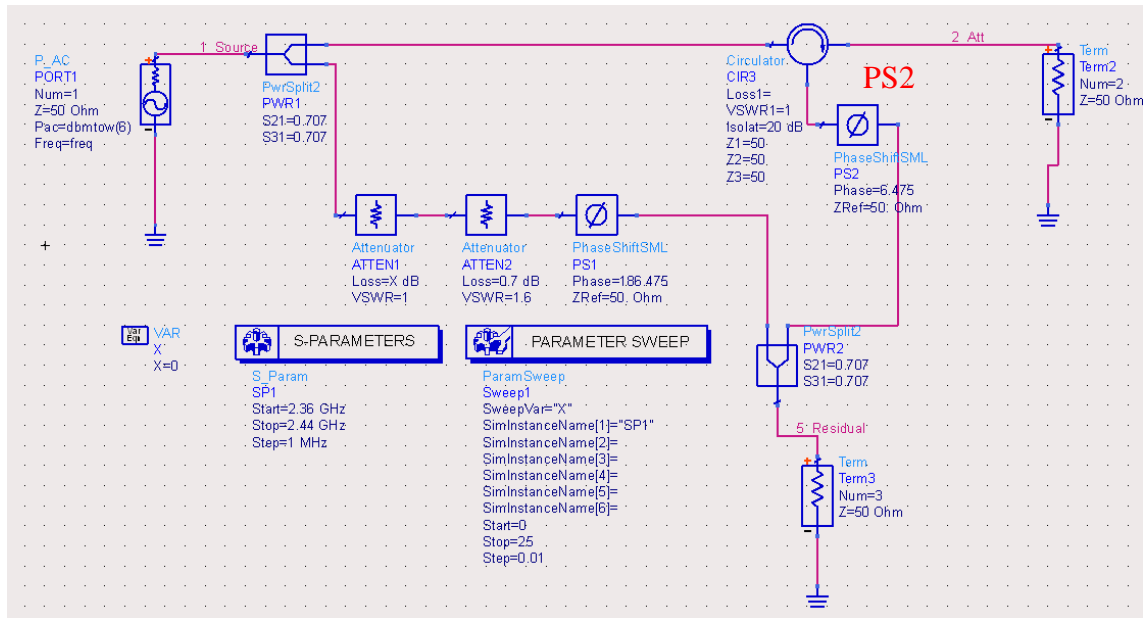 1 Source
2 Att
P_AC
PORT1
Num=1
Z=50 Ohm
Pac=dbmtow(6)
Freq=freq
PwrSplit2
PWR1
S21=0.707
S31=0.707
Circulator
CIR3
Loss1=
VSWR1=1
Isolat=20 dB
Z1=50
Z2=50
Z3=50
PS2
PhaseShiftSML
PS2
Phase=6.475
ZRef=50. Ohm
Term
Term2
Num=2
Z=50 Ohm
Attenuator
ATTEN1
Loss=X dB
VSWR=1
Attenuator
ATTEN2
Loss=0.7 dB
VSWR=1.6
PhaseShiftSML
PS1
Phase=186.475
ZRef=50. Ohm
Var
Eqn
VAR
X
X=0
S-PARAMETERS
S_Param
SP1
Start=2.36 GHz
Stop=2.44 GHz
Step=1 MHz
PARAMETER SWEEP
ParamSweep
Sweep1
SweepVar="X"
SimInstanceName[1]="SP1"
SimInstanceName[2]=
SimInstanceName[3]=
SimInstanceName[4]=
SimInstanceName[5]=
SimInstanceName[6]=
Start=0
Stop=25
Step=0.01
PwrSplit2
PWR2
S21=0.707
S31=0.707
5 Residual
Term
Term3
Num=3
Z=50 Ohm